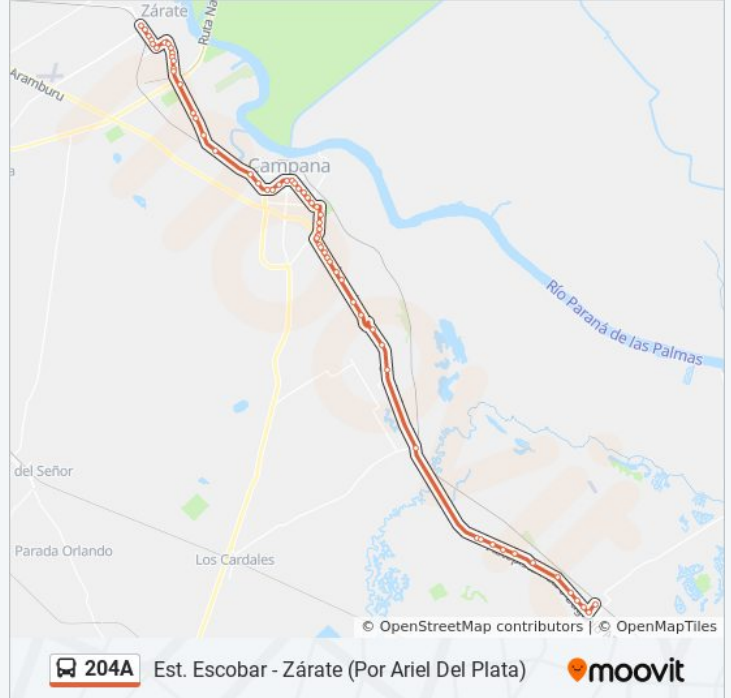 Zárate
Ruta Na
Aramburu
Campana
Río Paraná de las Palmas
del Señor
Parada Orlando
Los Cardales
© OpenStreetMap contributors | © OpenMapTiles
204A Est. Escobar - Zárate (Por Ariel Del Plata) moovit